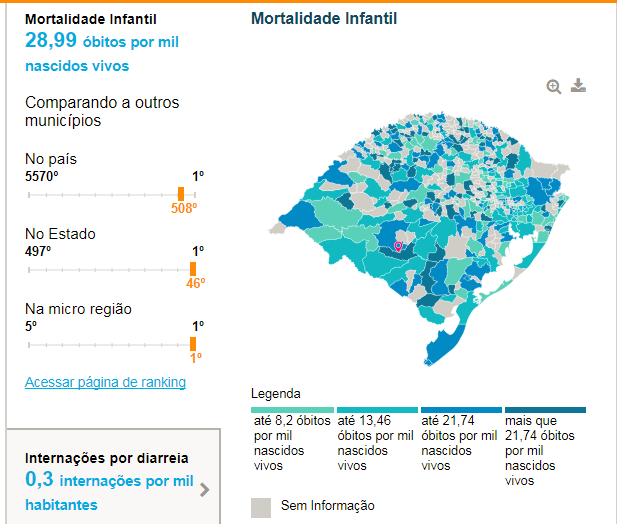 Mortalidade Infantil
28,99 óbitos por mil
nascidos vivos
Comparando a outros
municípios
No país
5570º 1º
508º
No Estado
497º 1º
46º
Na micro região
5º 1º
1º
Acessar página de ranking
Internações por diarreia
0,3 internações por mil
habitantes
Mortalidade Infantil
Legenda
até 8,2 óbitos
por mil
nascidos
vivos
até 13,46
óbitos por mil
nascidos
vivos
até 21,74
óbitos por mil
nascidos
vivos
mais que
21,74 óbitos
por mil
nascidos
vivos
Sem Informação